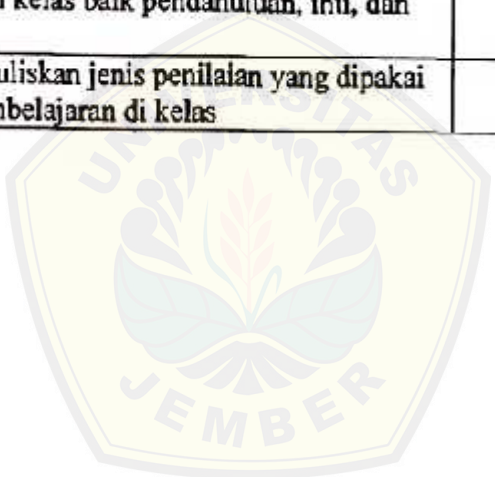 kelas baik pendahuluan, inti, dan
uliskan jenis penilaian yang dipakai
nbelajaran di kelas
UNIVERSITAS
JEMBER